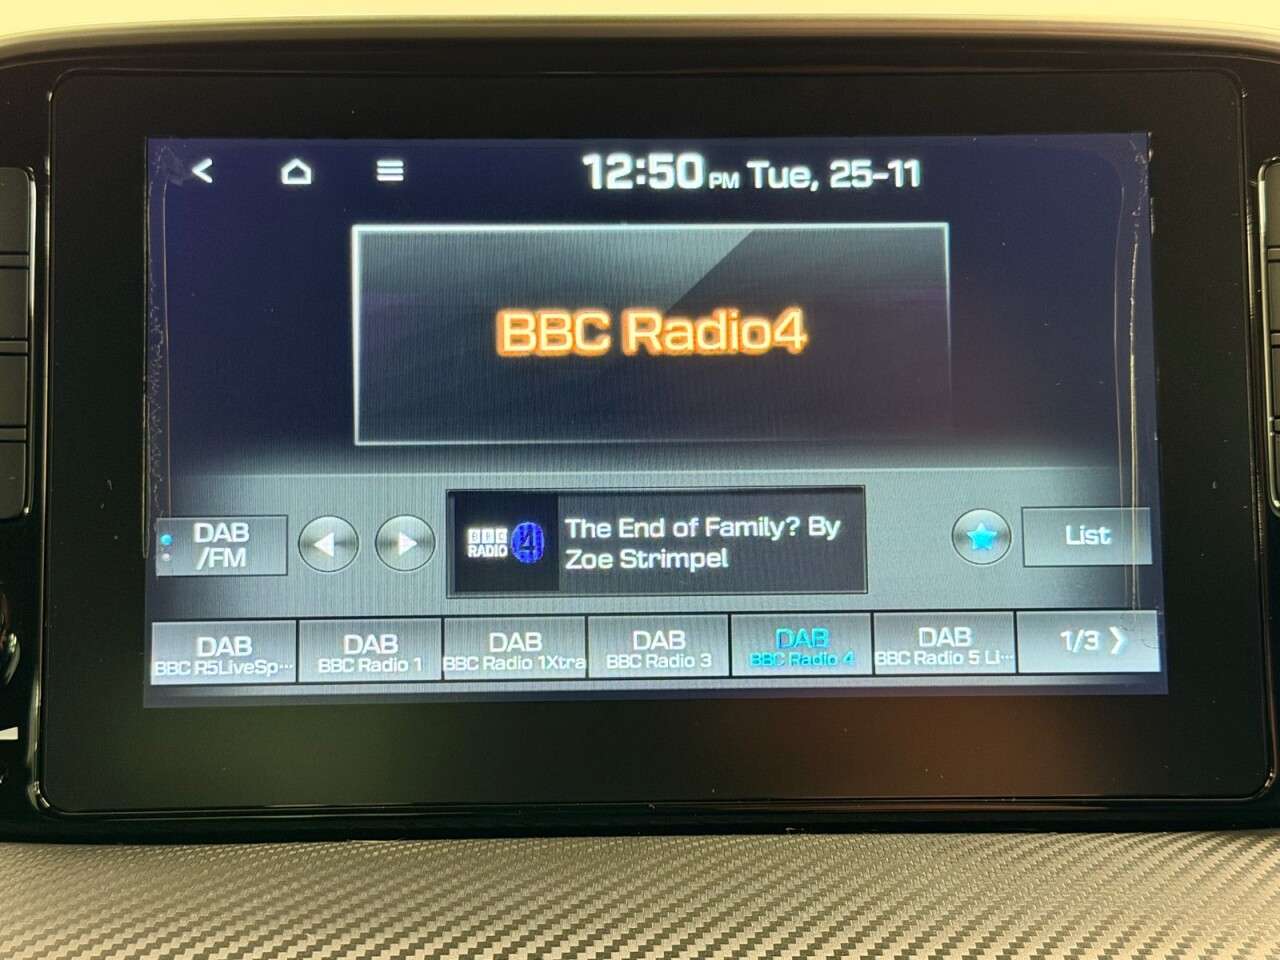 12:50 PM Tue, 25-11
BBC Radio4
DAB
/FM
BBC
RADIO 4
The End of Family? By
Zoe Strimpel
List
DAB
BBC R5LiveSp...
DAB
BBC Radio 1
DAB
BBC Radio 1Xtra
DAB
BBC Radio 3
DAB
BBC Radio 4
DAB
BBC Radio 5 Li...
1/3